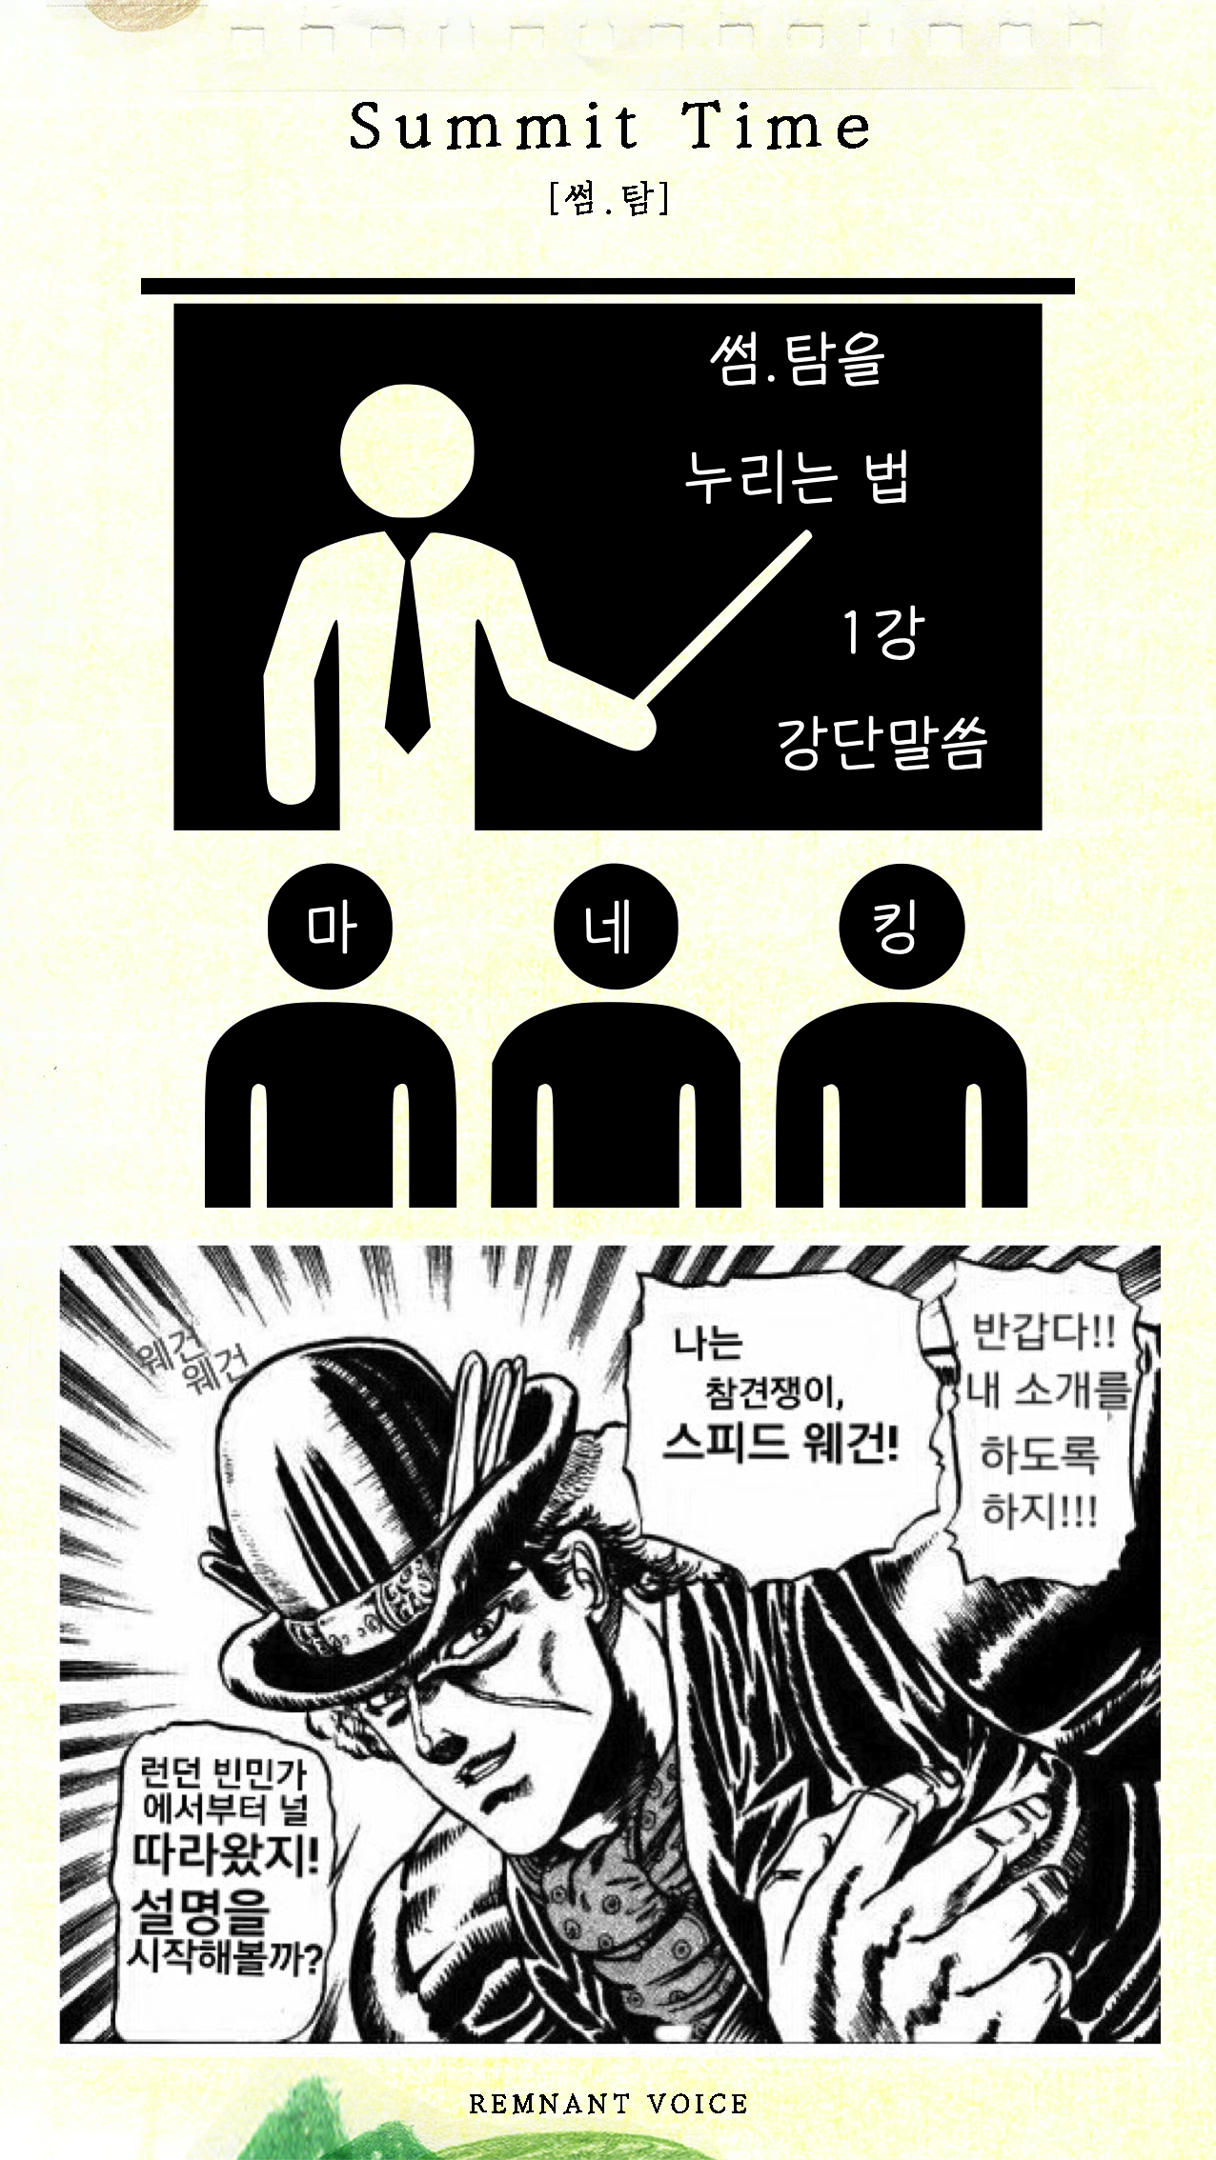 Summit Time
[썸.탐]
썸.탐을
누리는 법
1강
강단말씀
마 네 킹
반갑다!!
내 소개를
하도록
하지!!!
나는
참견쟁이,
스피드 웨건!
웨건
웨건
런던 빈민가
에서부터 널
따라왔지!
설명을
시작해볼까?
REMNANT VOICE